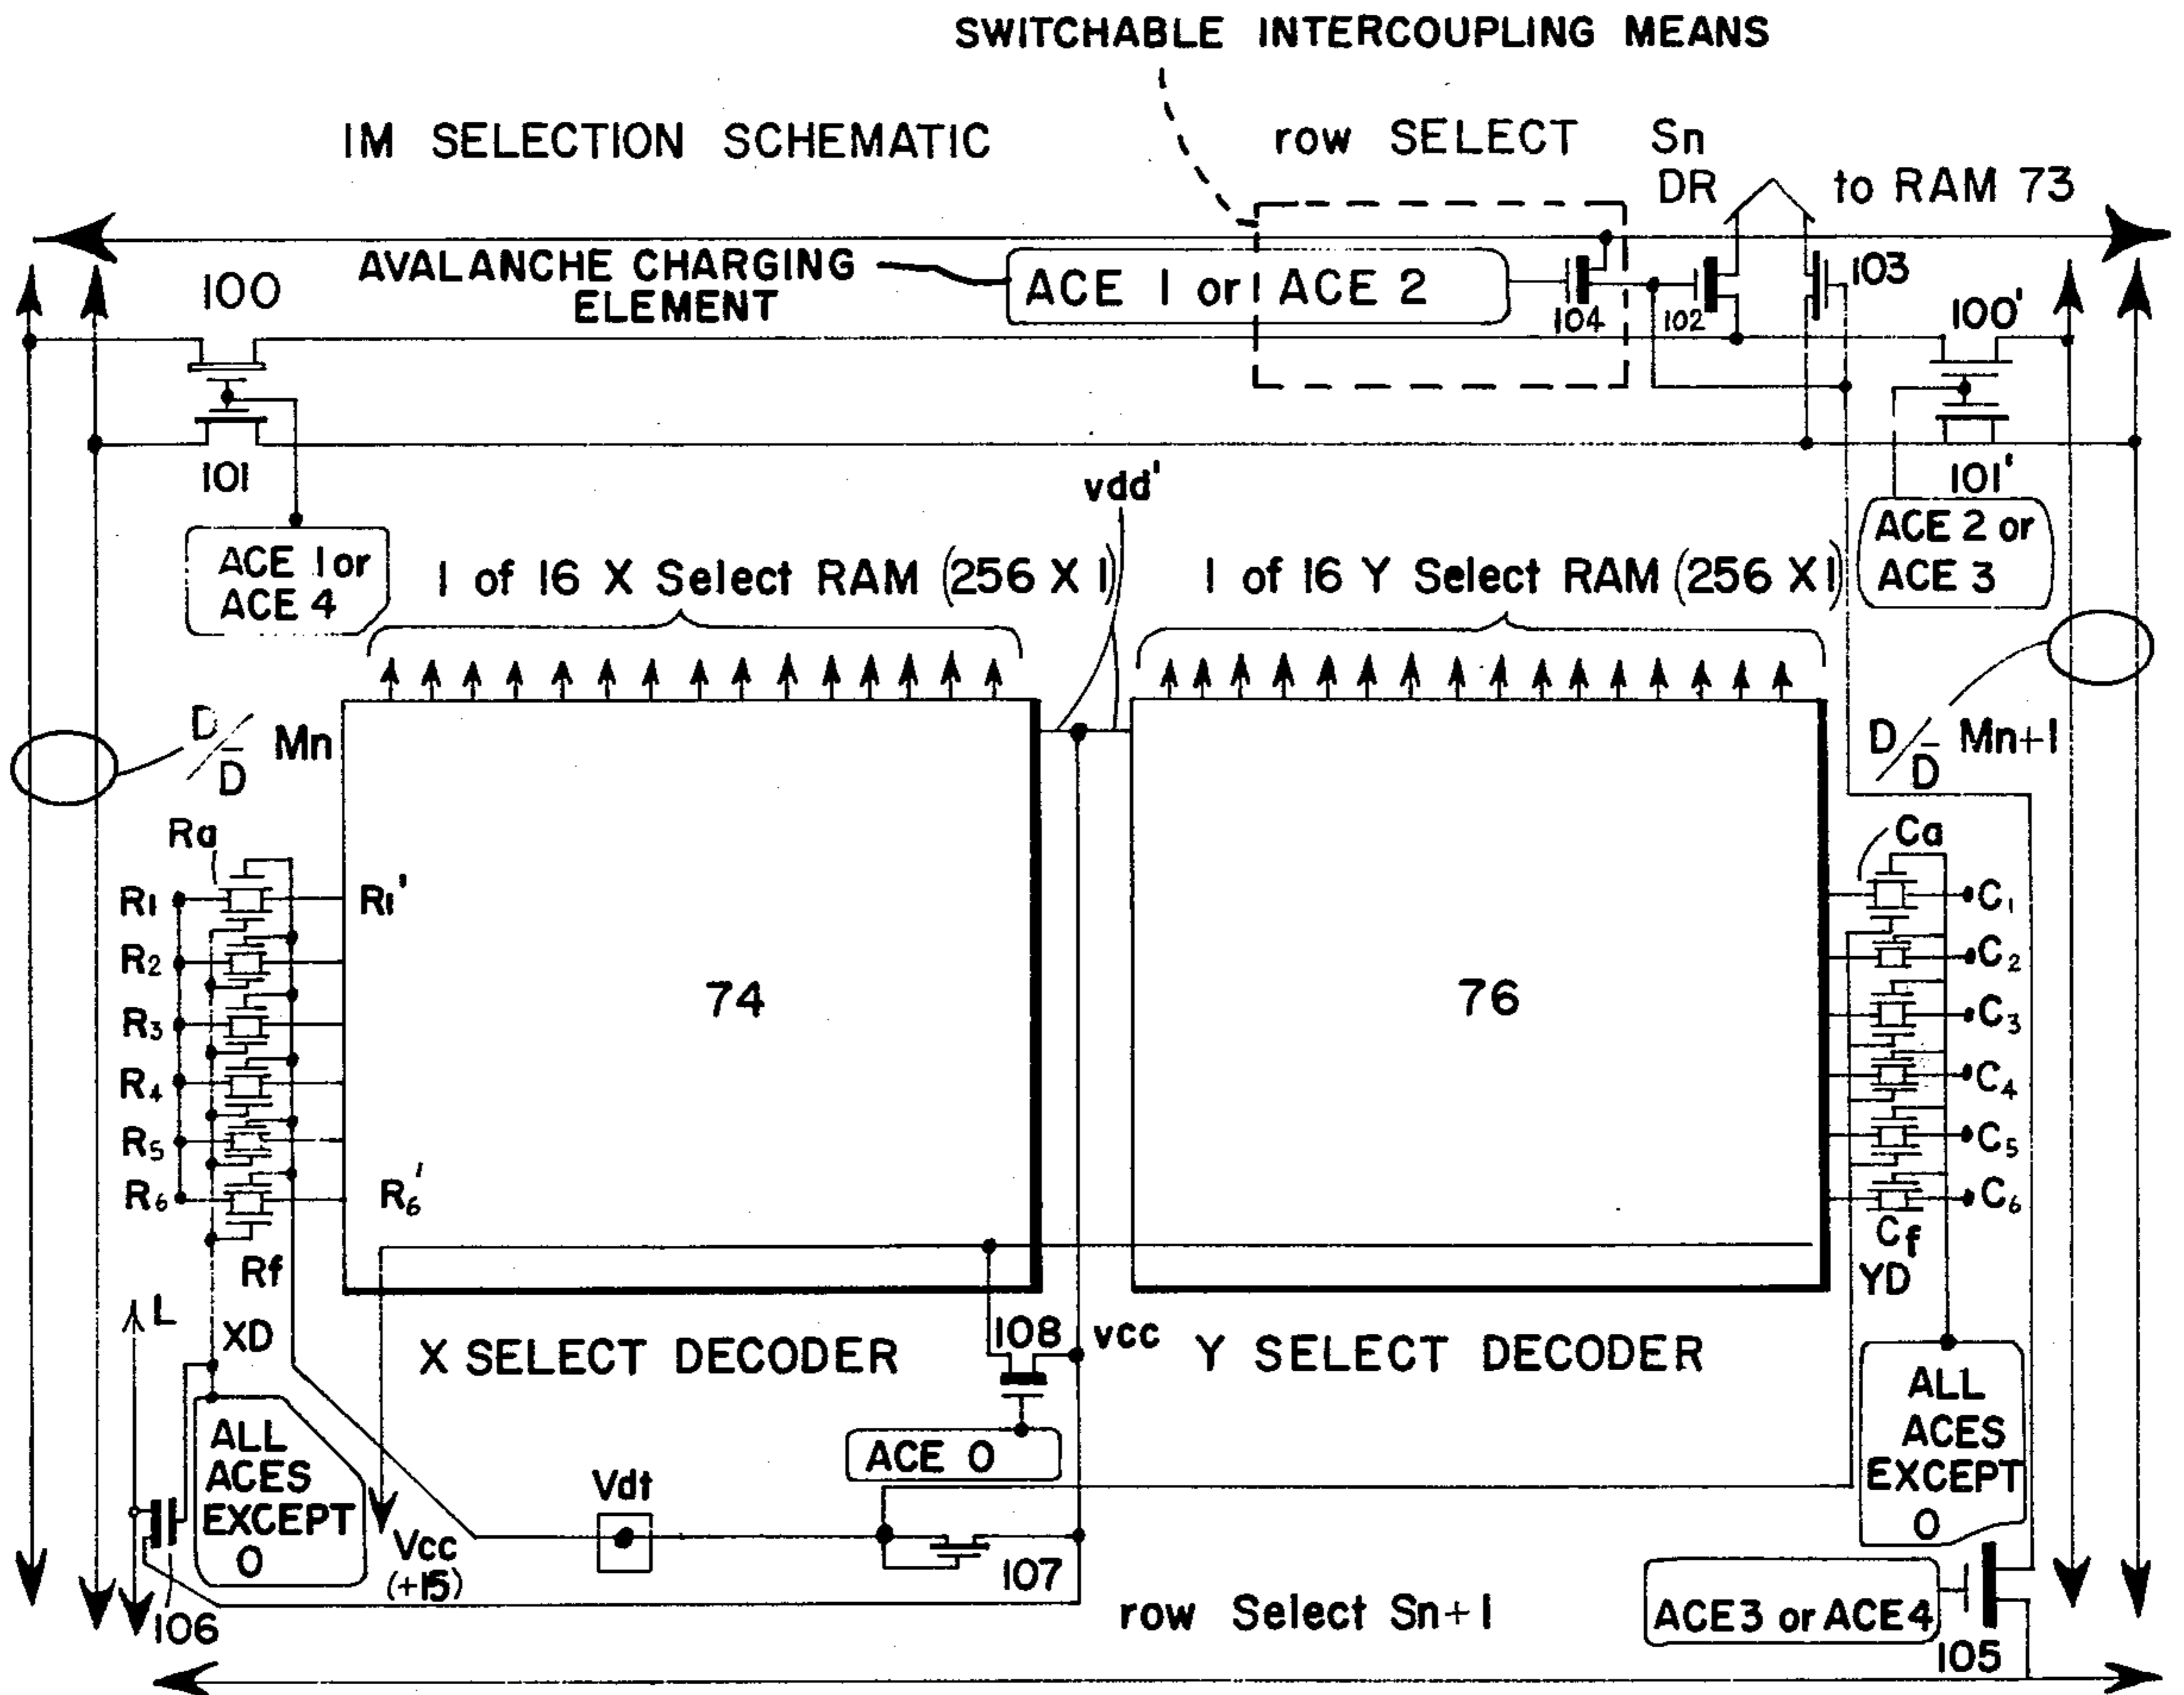 SWITCHABLE INTERCOUPLING MEANS
IM SELECTION SCHEMATIC
row SELECT Sn
DR
to RAM 73
AVALANCHE CHARGING
ELEMENT
ACE 1 or ACE 2
104
102
103
100
100'
101
101'
ACE 1 or
ACE 4
ACE 2 or
ACE 3
vdd'
1 of 16 X Select RAM (256 X 1)
1 of 16 Y Select RAM (256 X 1)
D/D̅ Mn
D/D̅ Mn+1
Ra
Ca
R1
R1'
C1
R2
C2
74
76
R3
C3
R4
C4
R5
C5
R6
R6'
C6
Rf
Cf
YD
L
XD
X SELECT DECODER
108
vcc
Y SELECT DECODER
ALL
ACES
EXCEPT
0
ALL
ACES
EXCEPT
0
ACE 0
Vdt
Vcc
(+15)
107
106
row Select Sn+1
ACE3 or ACE4
105